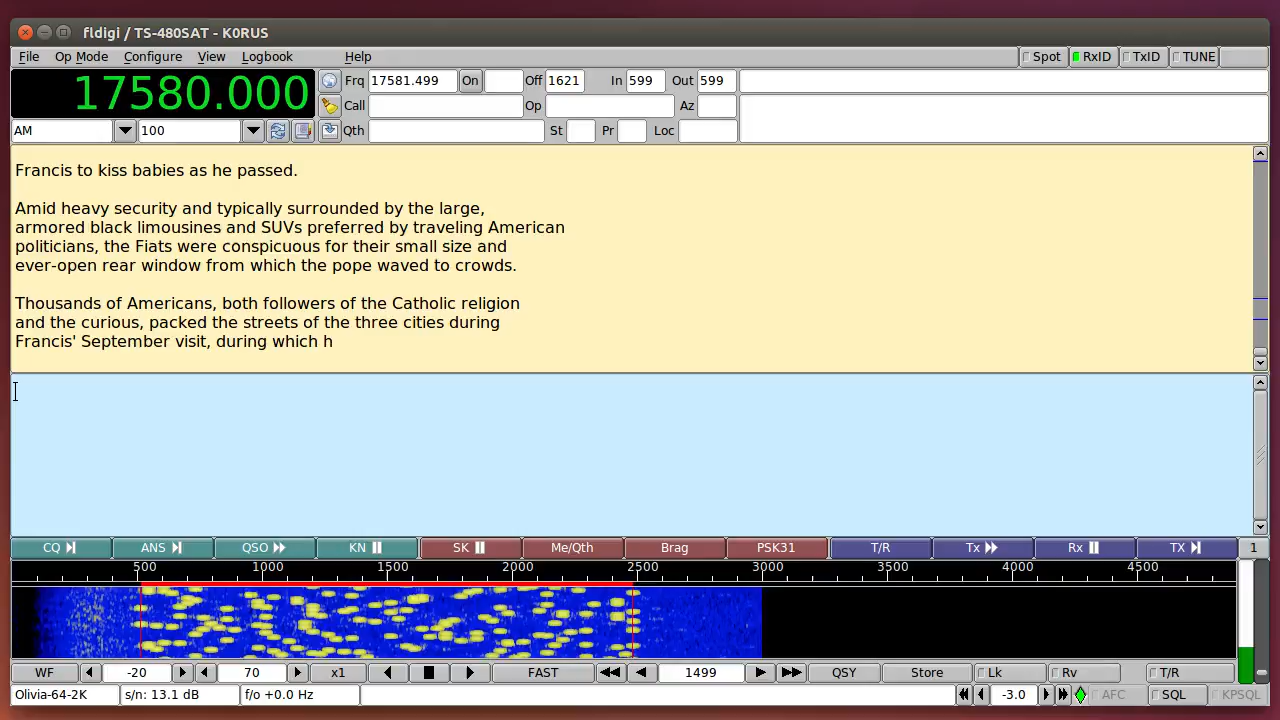 fldigi / TS-480SAT - K0RUS
File Op Mode Configure View Logbook Help Spot RxID TxID TUNE
17580.000
Frq 17581.499 On Off 1621 In 599 Out 599
Call Op Az
AM 100 Qth St Pr Loc
Francis to kiss babies as he passed.
Amid heavy security and typically surrounded by the large,
armored black limousines and SUVs preferred by traveling American
politicians, the Fiats were conspicuous for their small size and
ever-open rear window from which the pope waved to crowds.
Thousands of Americans, both followers of the Catholic religion
and the curious, packed the streets of the three cities during
Francis' September visit, during which h
CQ ANS QSO KN SK Me/Qth Brag PSK31 T/R Tx Rx TX 1
500 1000 1500 2000 2500 3000 3500 4000 4500
WF -20 70 x1 FAST 1499 QSY Store Lk Rv T/R
Olivia-64-2K s/n: 13.1 dB f/o +0.0 Hz -3.0 AFC SQL KPSQL